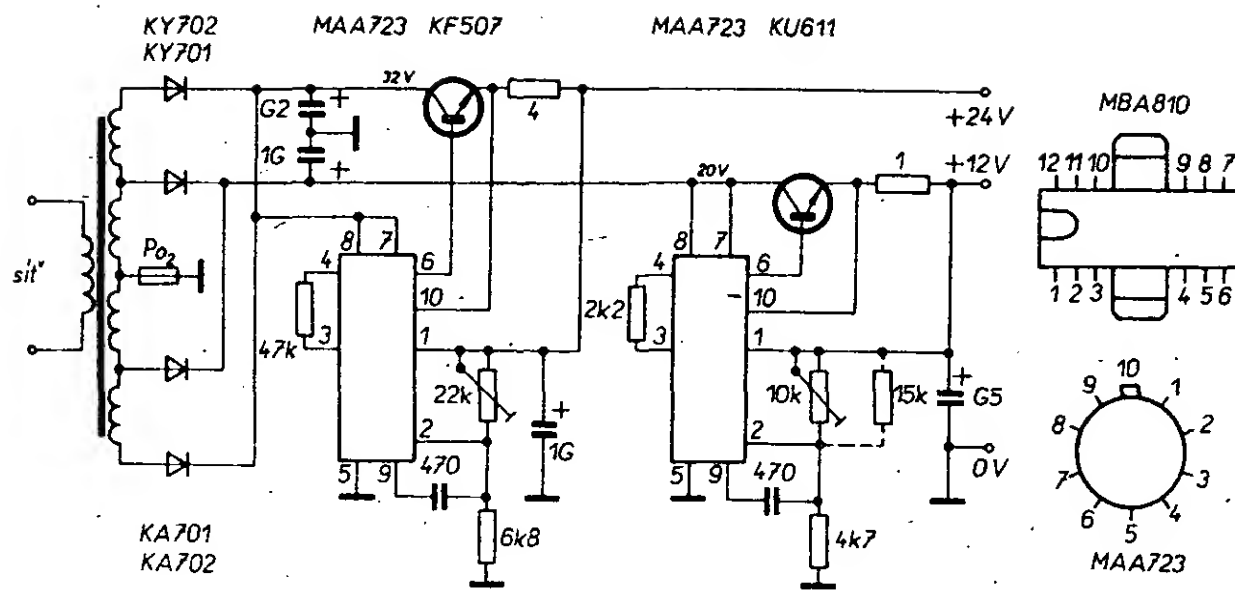 KY702
KY701
MAA723 KF507
MAA723 KU611
MBA810
32V
G2
+
4
+24V
1G
+
20V
1
+12V
12 11 10 9 8 7
síť
Po2
8 7
4
6
10
47k
3
1
22k
+
1G
2
5 9
470
6k8
8 7
4
6
10
2k2
3
1
10k
15k
+
G5
2
0V
5 9
470
4k7
1 2 3 4 5 6
10
9 1
8 2
7 3
6 4
5
MAA723
KA701
KA702